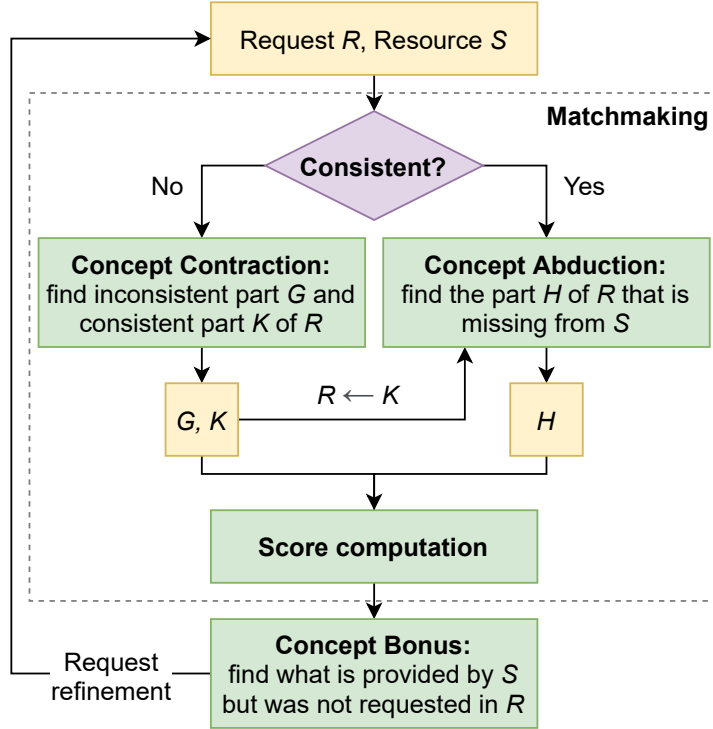 Request R, Resource S
Matchmaking
Consistent?
No
Yes
Concept Contraction:
find inconsistent part G and
consistent part K of R
Concept Abduction:
find the part H of R that is
missing from S
R ← K
G, K
H
Score computation
Concept Bonus:
find what is provided by S
but was not requested in R
Request
refinement